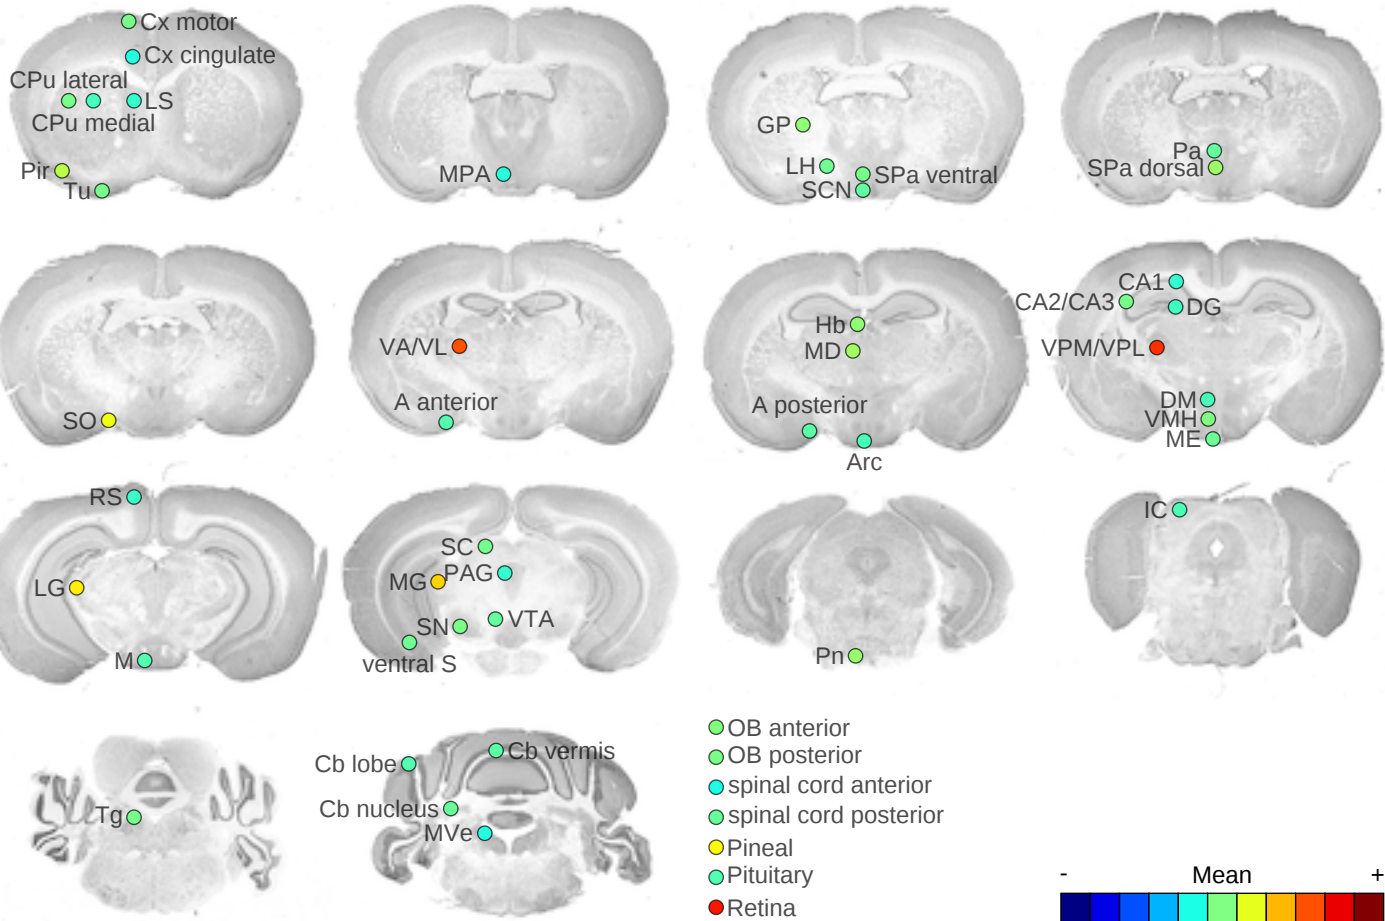 Cx motor
Cx cingulate
CPu lateral
LS
CPu medial
Pir
Tu
MPA
GP
LH
SPa ventral
SCN
Pa
SPa dorsal
SO
VA/VL
A anterior
Hb
MD
A posterior
Arc
CA1
CA2/CA3
DG
VPM/VPL
DM
VMH
ME
RS
LG
M
SC
MG
PAG
SN
VTA
ventral S
Pn
IC
Tg
Cb lobe
Cb vermis
Cb nucleus
MVe
OB anterior
OB posterior
spinal cord anterior
spinal cord posterior
Pineal
Pituitary
Retina
- Mean +